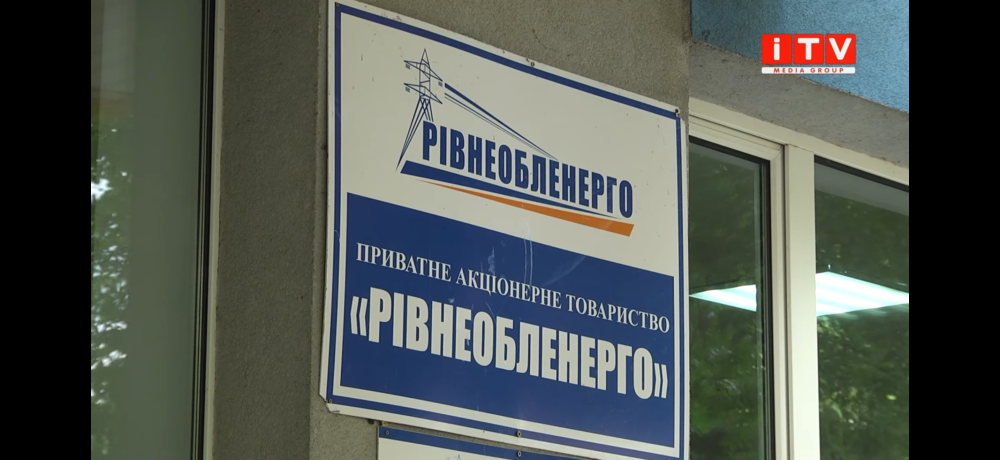 iTV
MEDIA GROUP
РІВНЕОБЛЕНЕРГО
ПРИВАТНЕ АКЦІОНЕРНЕ ТОВАРИСТВО
«РІВНЕОБЛЕНЕРГО»